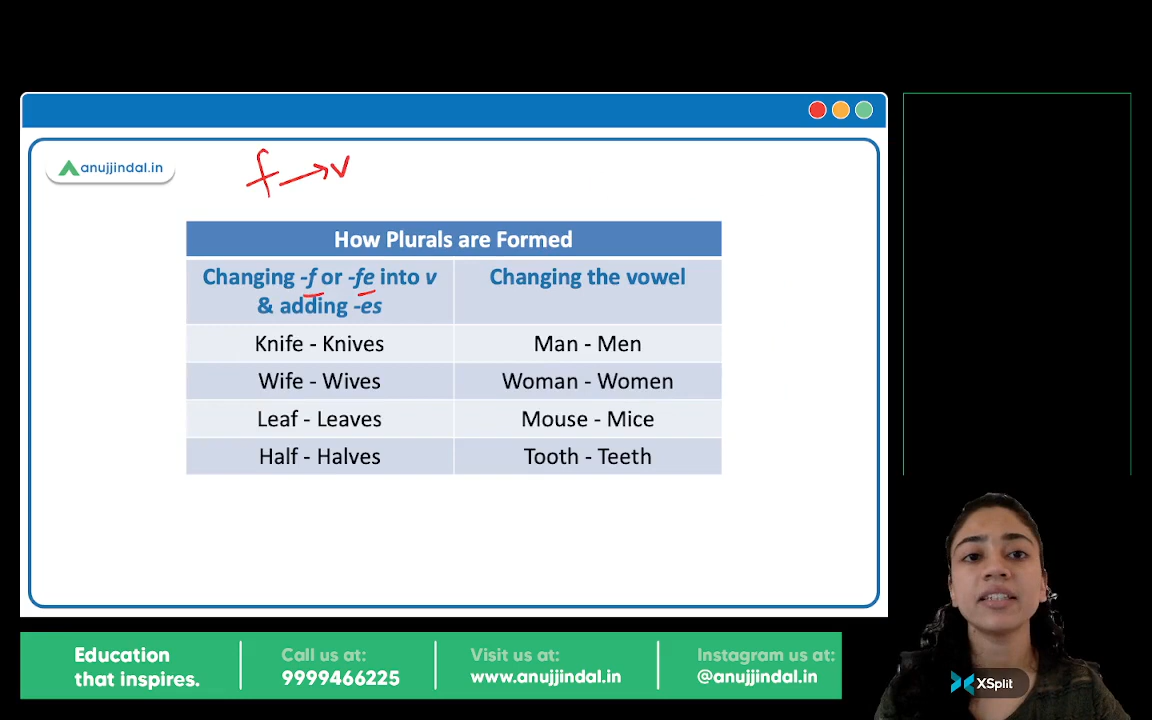 anujjindal.in
f → v
How Plurals are Formed
Changing -f or -fe into v
& adding -es
Changing the vowel
Knife - Knives
Man - Men
Wife - Wives
Woman - Women
Leaf - Leaves
Mouse - Mice
Half - Halves
Tooth - Teeth
Education
that inspires.
Call us at:
9999466225
Visit us at:
www.anujjindal.in
Instagram us at:
@anujjindal.in
XSplit